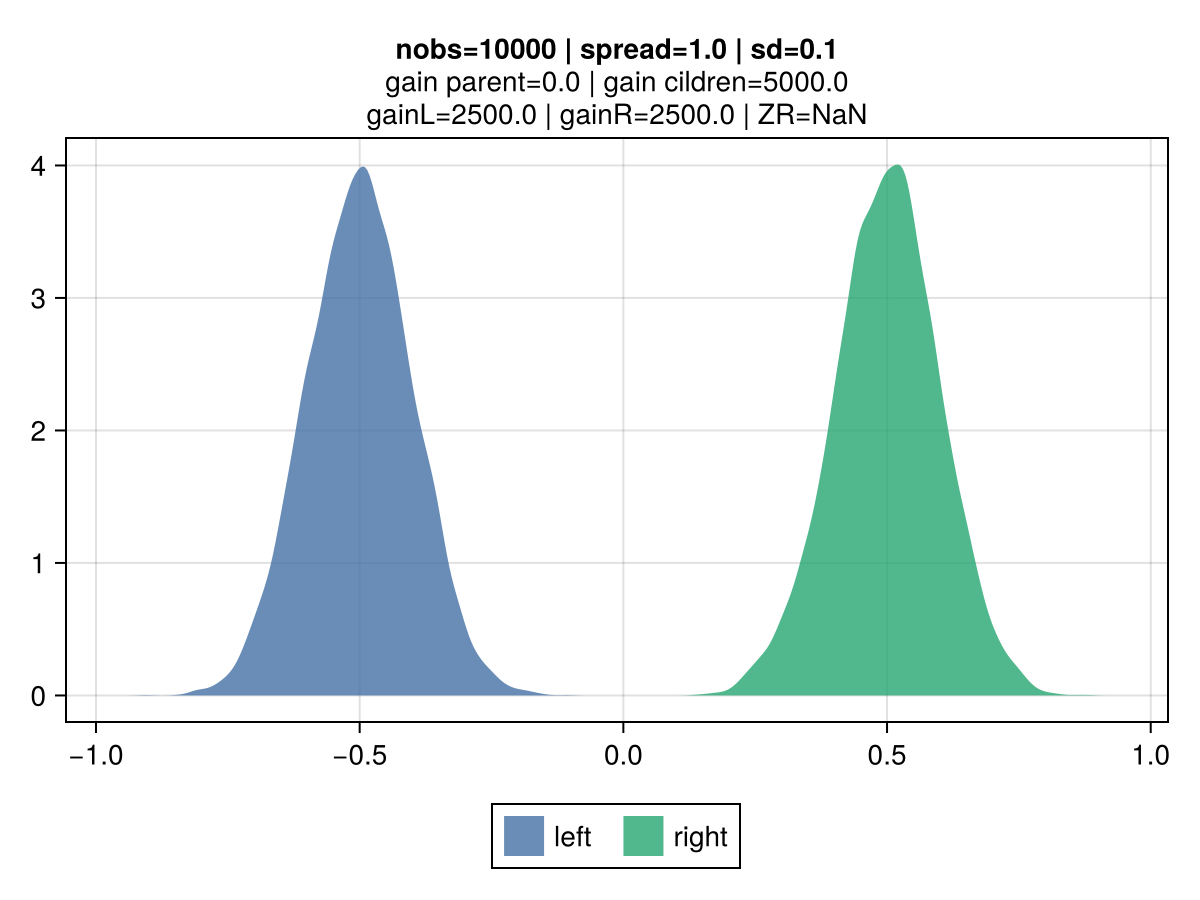 nobs=10000 | spread=1.0 | sd=0.1
gain parent=0.0 | gain cildren=5000.0
gainL=2500.0 | gainR=2500.0 | ZR=NaN
4
3
2
1
0
−1.0 −0.5 0.0 0.5 1.0
left right